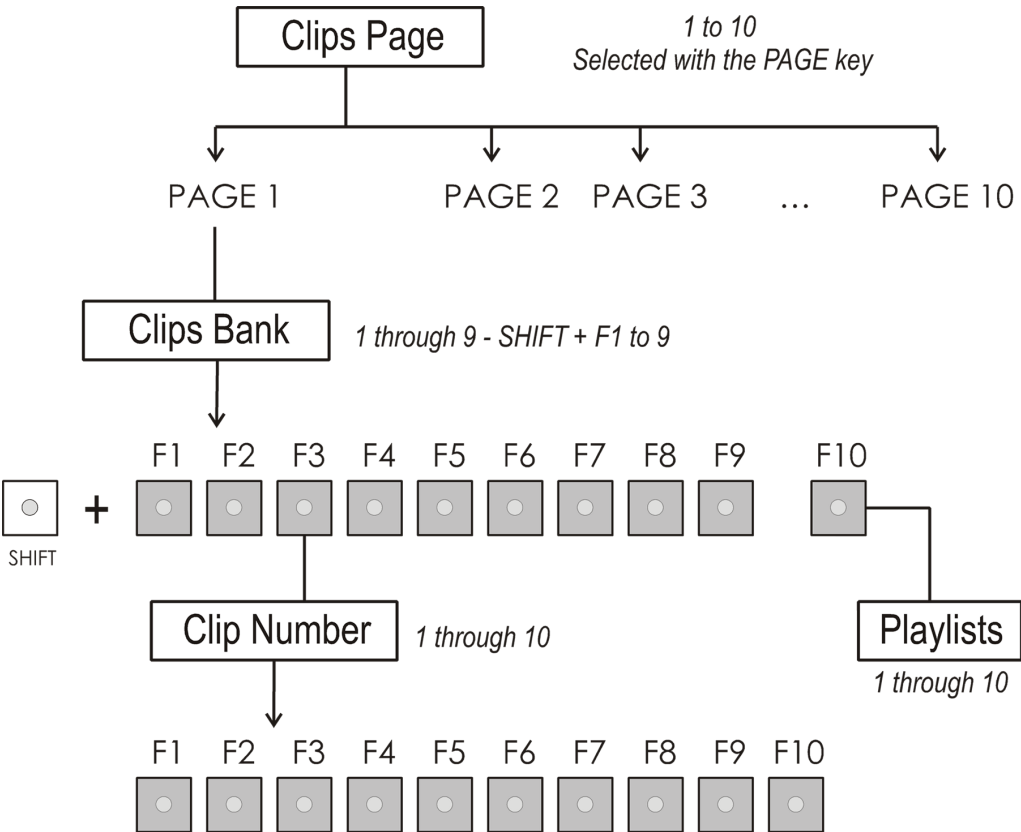 Clips Page
1 to 10
Selected with the PAGE key
PAGE 1 PAGE 2 PAGE 3 ... PAGE 10
Clips Bank
1 through 9 - SHIFT + F1 to 9
F1 F2 F3 F4 F5 F6 F7 F8 F9 F10
+
SHIFT
Clip Number
1 through 10
Playlists
1 through 10
F1 F2 F3 F4 F5 F6 F7 F8 F9 F10